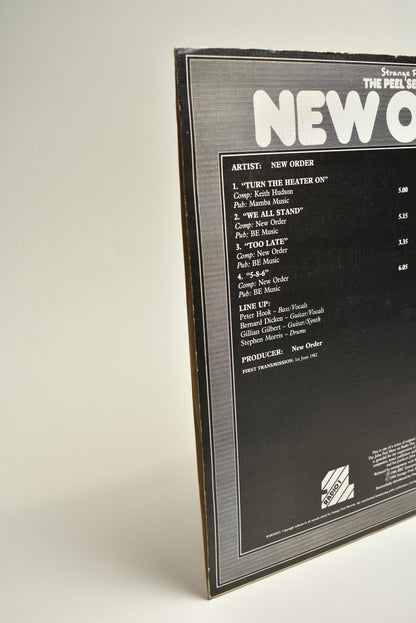 Strange
THE PEEL SE
NEW O
ARTIST: NEW ORDER
1. "TURN THE HEATER ON" 5.00
Comp: Keith Hudson
Pub: Mamba Music
2. "WE ALL STAND" 5.15
Comp: New Order
Pub: BE Music
3. "TOO LATE" 3.35
Comp: New Order
Pub: BE Music
4. "5-8-6" 6.05
Comp: New Order
Pub: BE Music
LINE UP:
Peter Hook – Bass/Vocals
Bernard Dicken – Guitar/Vocals
Gillian Gilbert – Guitar/Synth
Stephen Morris – Drums
PRODUCER: New Order
FIRST TRANSMISSION: 1st June 1982
RADIO 1